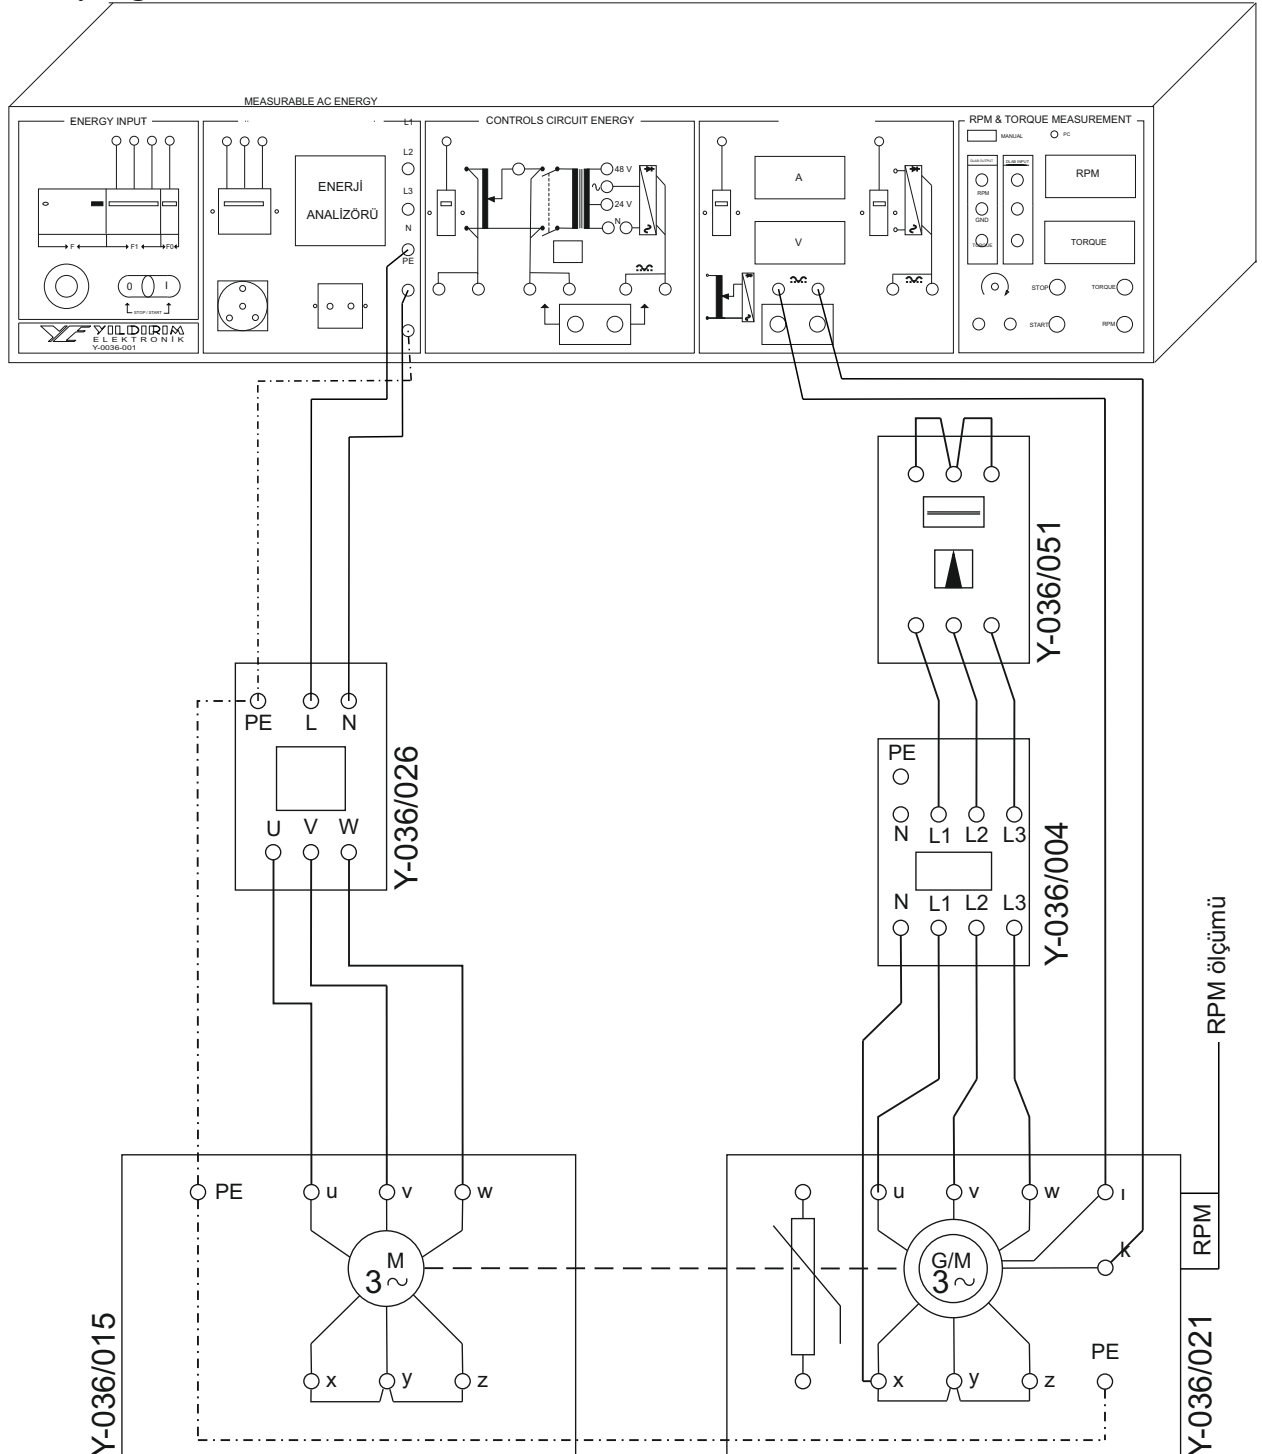 MEASURABLE AC ENERGY
ENERGY INPUT
CONTROLS CIRCUIT ENERGY
RPM & TORQUE MEASUREMENT
L1
L2
L3
N
PE
ENERJİ
ANALİZÖRÜ
F
F1
F0
0 I
STOP / START
YILDIRIM
ELEKTRONİK
Y-0036-001
48 V
24 V
N
A
V
MANUAL
PC
RPM
GND
TORQUE
RPM
TORQUE
STOP
TORQUE
START
RPM
Y-036/051
PE L N
U V W
Y-036/026
PE
N L1 L2 L3
N L1 L2 L3
Y-036/004
RPM ölçümü
PE u v w
M
3
x y z
Y-036/015
u v w ı
k
G/M
3
x y z
PE
RPM
Y-036/021